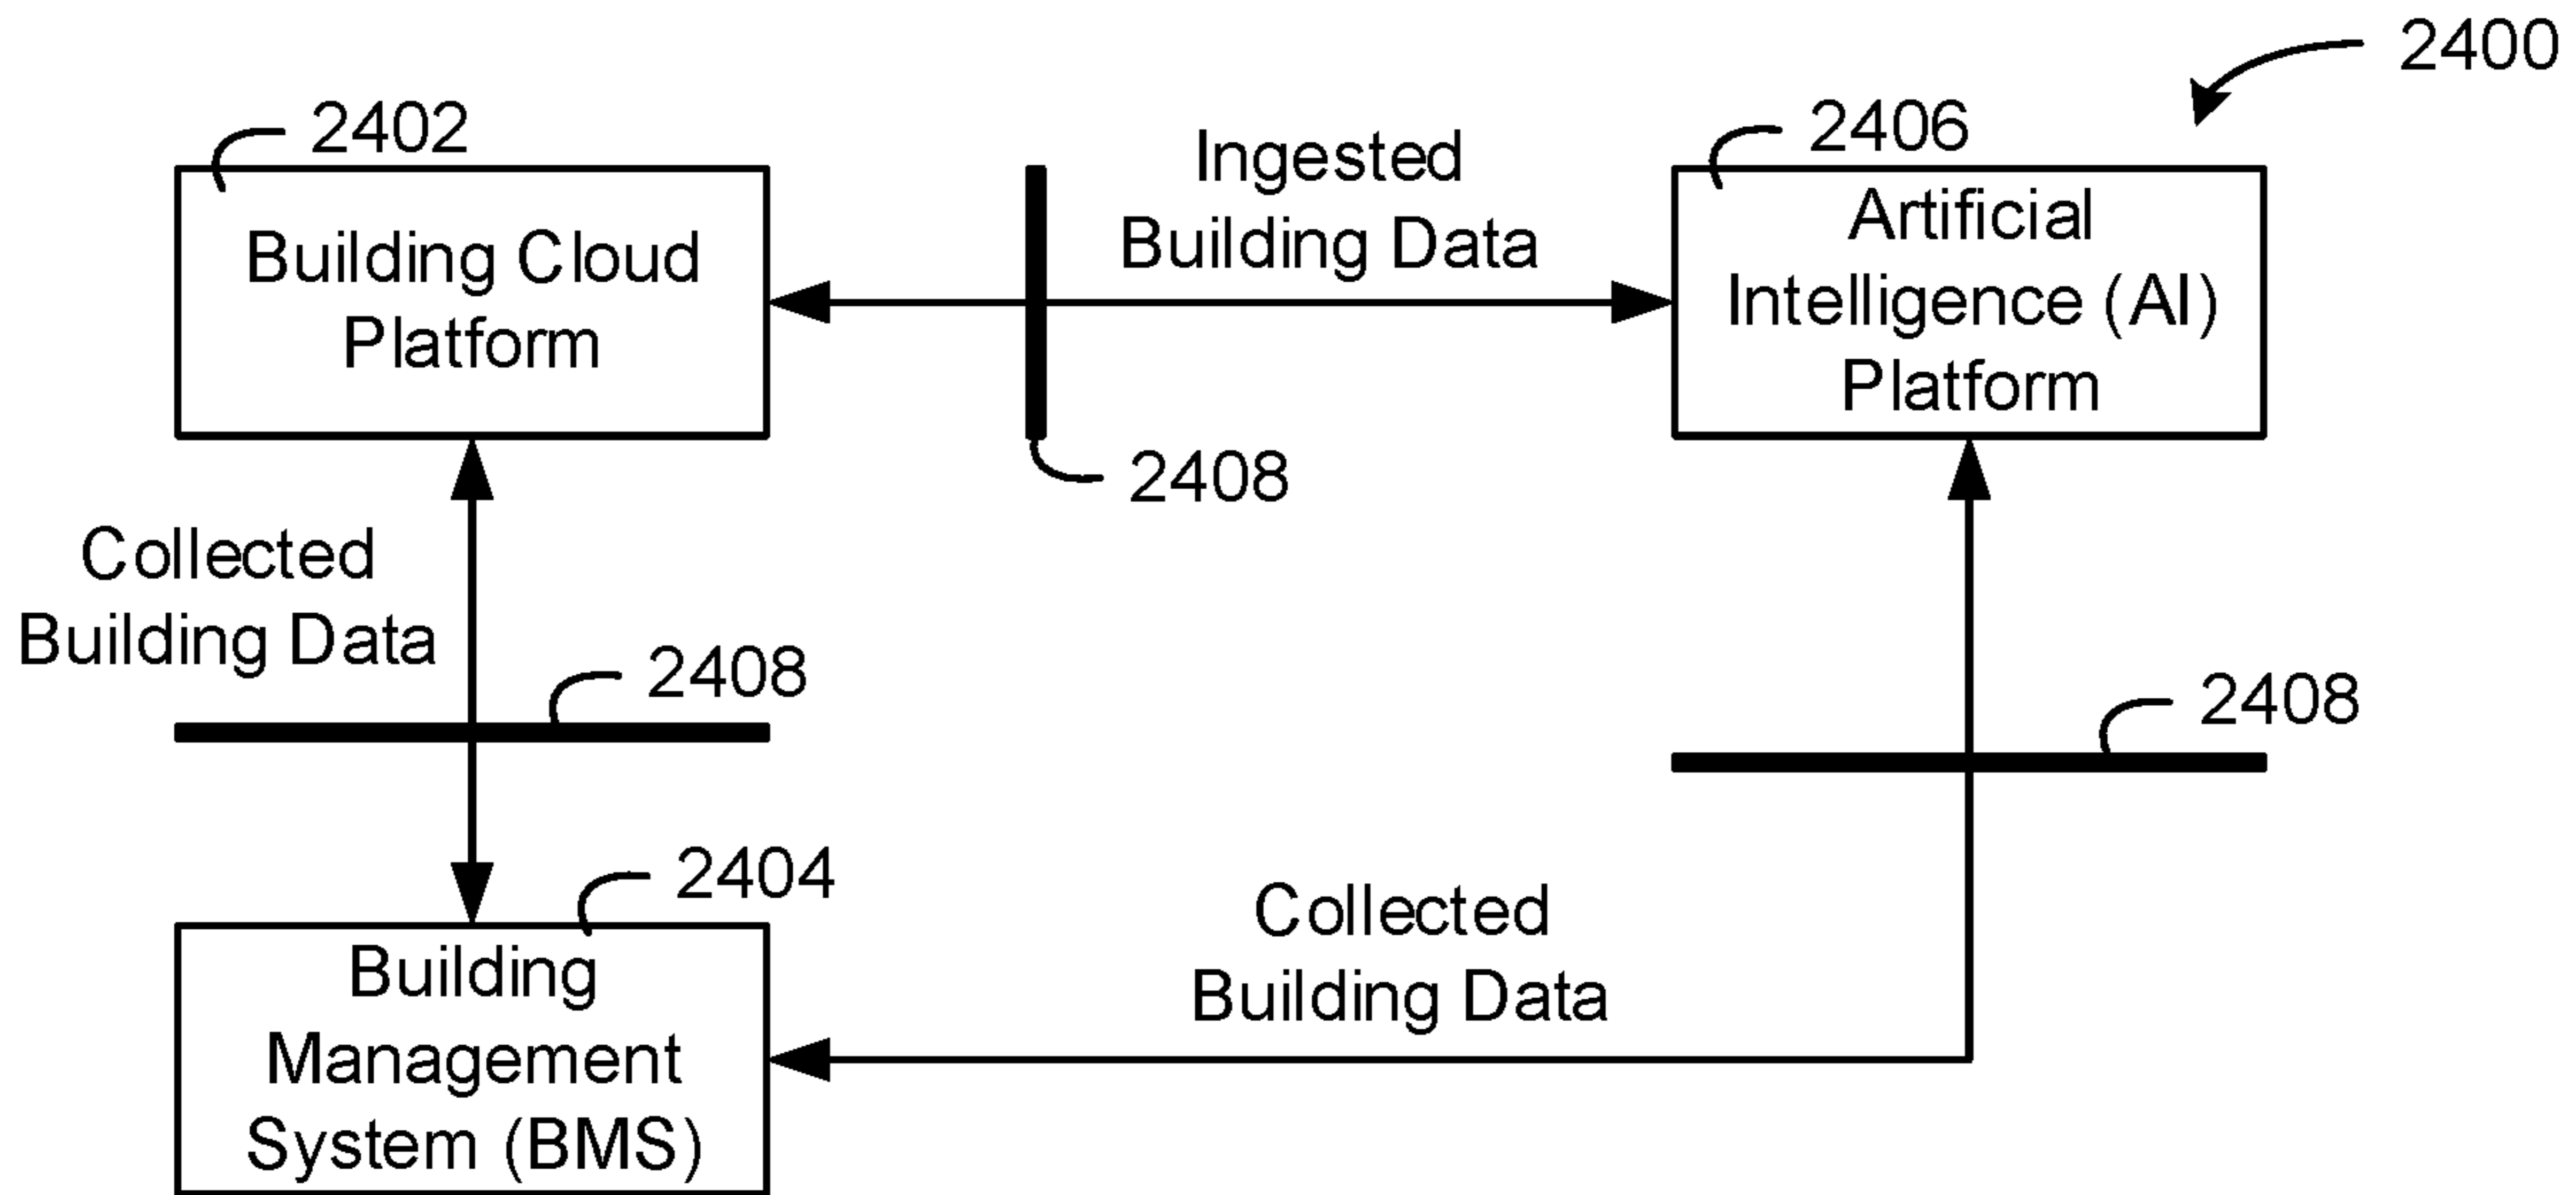 2400
2402
2406
Ingested
Building Data
Building Cloud
Platform
Artificial
Intelligence (AI)
Platform
2408
Collected
Building Data
2408
2408
2404
Building
Management
System (BMS)
Collected
Building Data